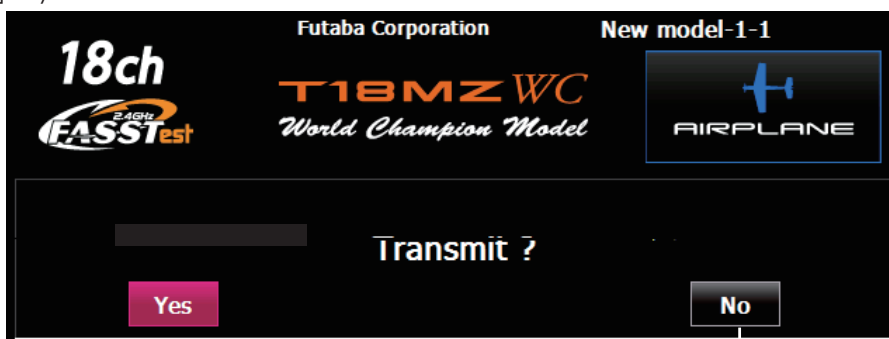 Futaba Corporation New model-1-1
18ch
T18MZ WC
2.4GHz
FASSTest
World Champion Model
AIRPLANE
Transmit ?
Yes No